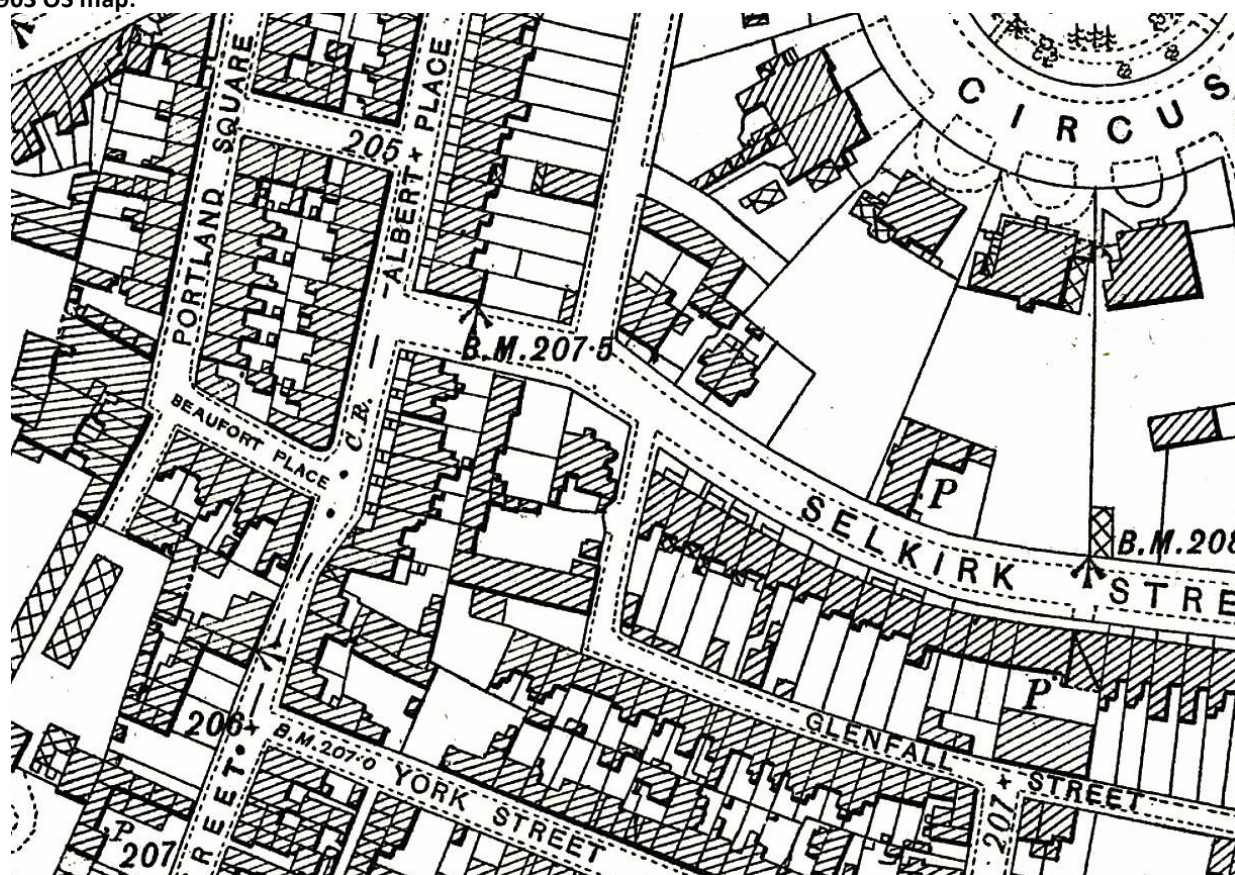 903 OS map.
PORTLAND SQUARE
ALBERT PLACE
205
CIRCUS
B.M.207·5
BEAUFORT PLACE
C.R.
P
SELKIRK STRE
B.M.208
P
GLENFALL STREET
206
B.M.207·0
YORK STREET
REET
P
207
207